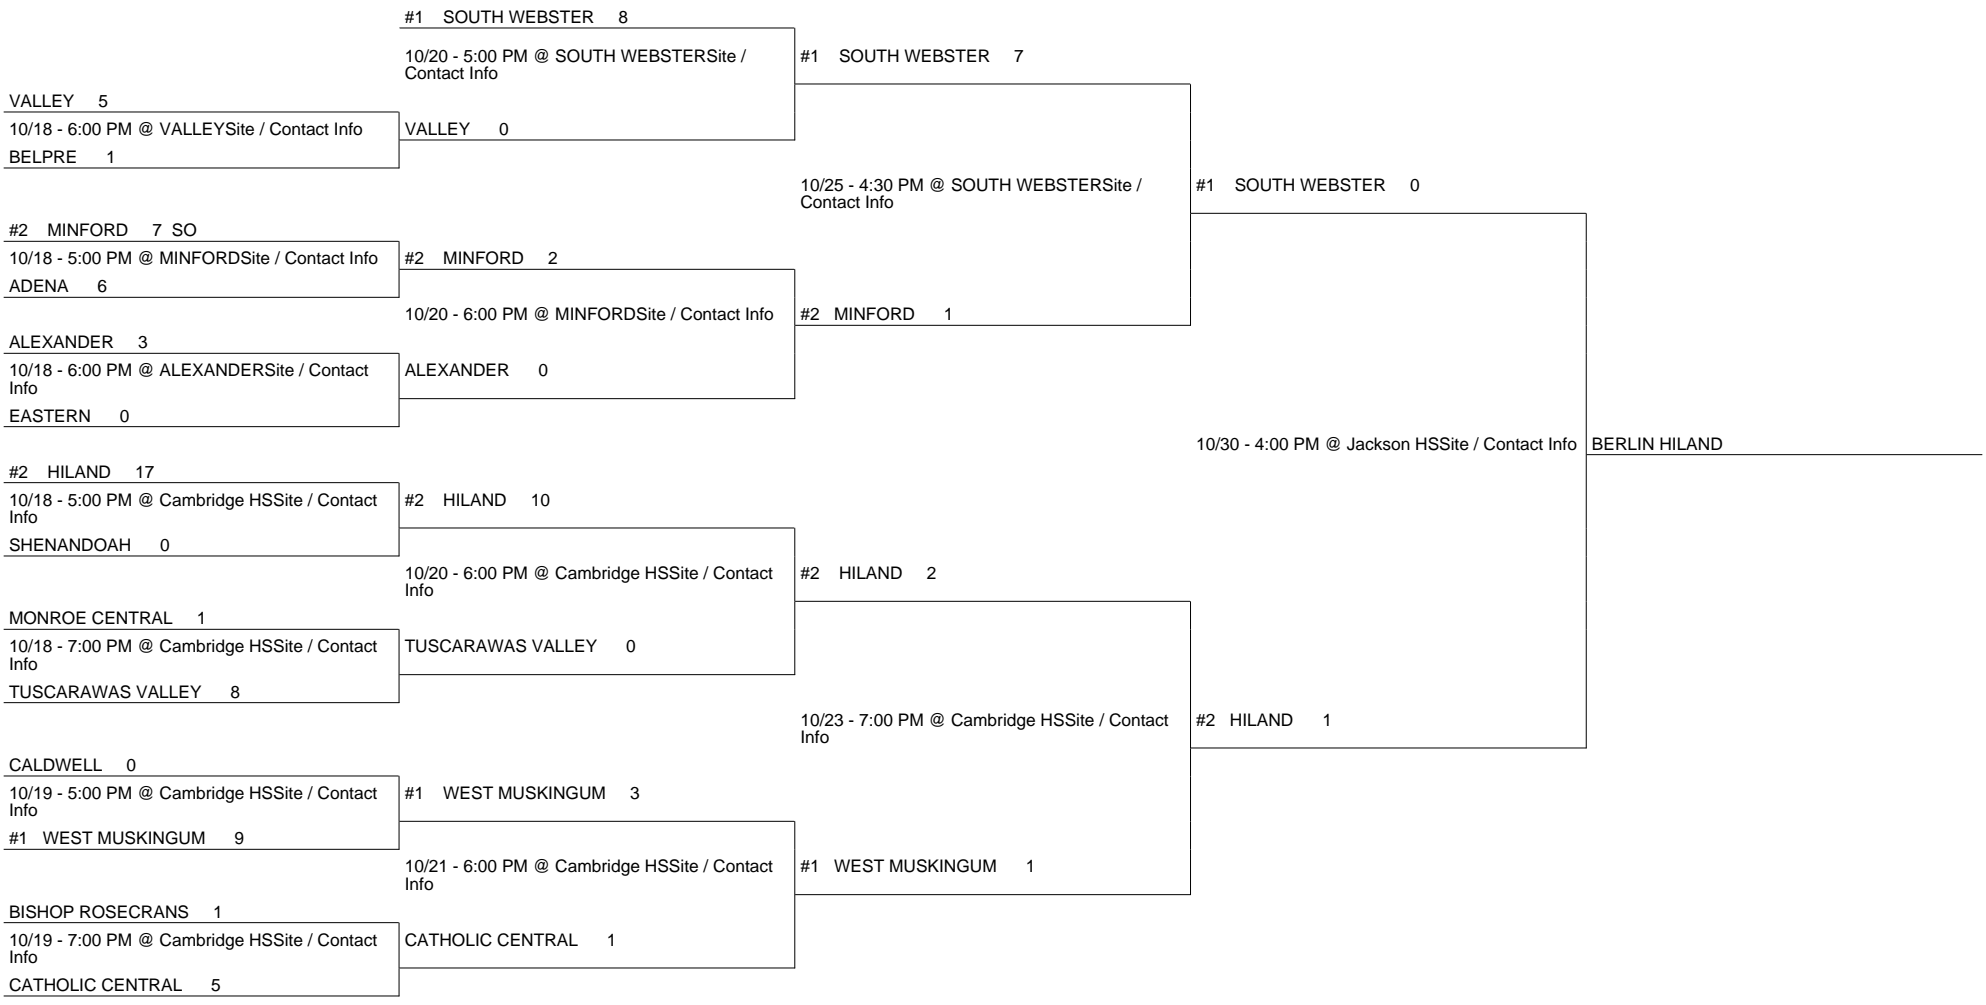 #1 SOUTH WEBSTER 8
10/20 - 5:00 PM @ SOUTH WEBSTERSite /
Contact Info
#1 SOUTH WEBSTER 7
VALLEY 5
10/18 - 6:00 PM @ VALLEYSite / Contact Info
VALLEY 0
BELPRE 1
10/25 - 4:30 PM @ SOUTH WEBSTERSite /
Contact Info
#1 SOUTH WEBSTER 0
#2 MINFORD 7 SO
10/18 - 5:00 PM @ MINFORDSite / Contact Info
#2 MINFORD 2
ADENA 6
10/20 - 6:00 PM @ MINFORDSite / Contact Info
#2 MINFORD 1
ALEXANDER 3
10/18 - 6:00 PM @ ALEXANDERSite / Contact
Info
ALEXANDER 0
EASTERN 0
10/30 - 4:00 PM @ Jackson HSSite / Contact Info
BERLIN HILAND
#2 HILAND 17
10/18 - 5:00 PM @ Cambridge HSSite / Contact
Info
#2 HILAND 10
SHENANDOAH 0
10/20 - 6:00 PM @ Cambridge HSSite / Contact
Info
#2 HILAND 2
MONROE CENTRAL 1
10/18 - 7:00 PM @ Cambridge HSSite / Contact
Info
TUSCARAWAS VALLEY 0
TUSCARAWAS VALLEY 8
10/23 - 7:00 PM @ Cambridge HSSite / Contact
Info
#2 HILAND 1
CALDWELL 0
10/19 - 5:00 PM @ Cambridge HSSite / Contact
Info
#1 WEST MUSKINGUM 3
#1 WEST MUSKINGUM 9
10/21 - 6:00 PM @ Cambridge HSSite / Contact
Info
#1 WEST MUSKINGUM 1
BISHOP ROSECRANS 1
10/19 - 7:00 PM @ Cambridge HSSite / Contact
Info
CATHOLIC CENTRAL 1
CATHOLIC CENTRAL 5